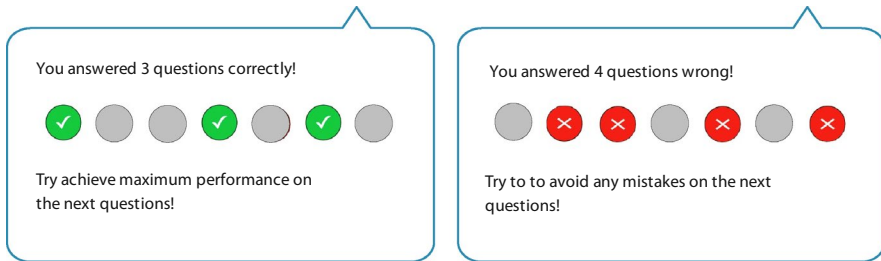 You answered 3 questions correctly!
Try achieve maximum performance on
the next questions!
You answered 4 questions wrong!
Try to to avoid any mistakes on the next
questions!